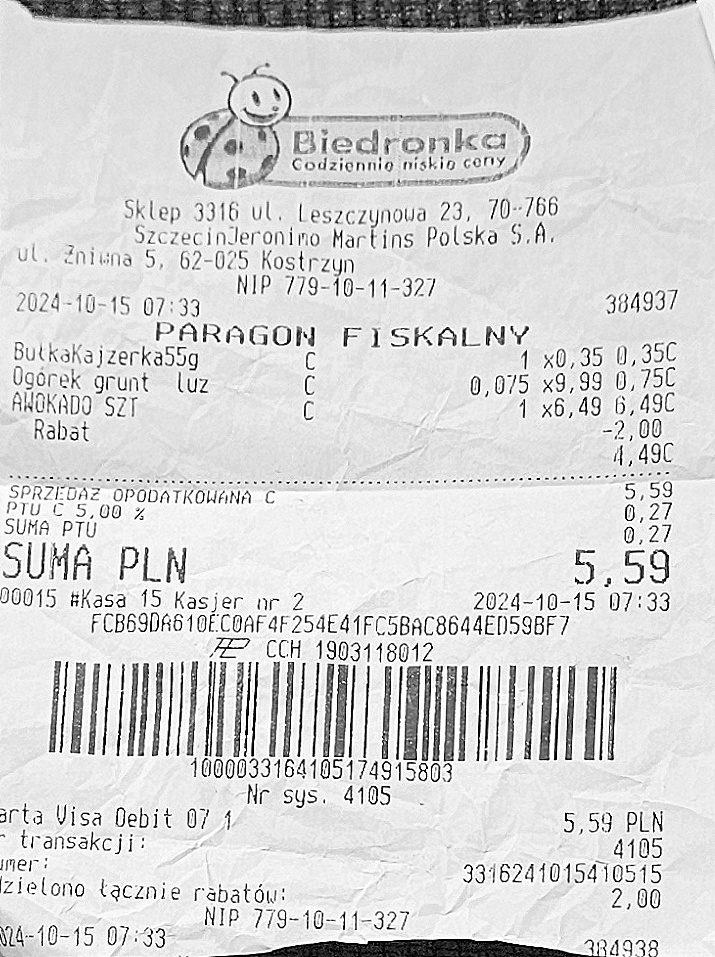 Biedronka
Codziennie niskie ceny
Sklep 3316 ul. Leszczynowa 23, 70-766
SzczecinJeronimo Martins Polska S.A.
ul. Żniwna 5, 62-025 Kostrzyn
NIP 779-10-11-327
2024-10-15 07:33 384937
PARAGON FISKALNY
BułkaKajzerka55g C 1 x0,35 0,35C
Ogórek grunt luz C 0,075 x9,99 0,75C
AWOKADO SZT C 1 x6,49 6,49C
Rabat -2,00
4,49C
SPRZEDAŻ OPODATKOWANA C 5,59
PTU C 5,00 % 0,27
SUMA PTU 0,27
SUMA PLN 5,59
00015 #Kasa 15 Kasjer nr 2 2024-10-15 07:33
FCB69DA610EC0AF4F254E41FC5BAC8644ED59BF7
CCH 1903118012
1000033164105174915803
Nr sys. 4105
arta Visa Debit 07 1 5,59 PLN
r transakcji: 4105
umer: 3316241015410515
dzielono łącznie rabatów: 2,00
NIP 779-10-11-327
024-10-15 07:33 384938